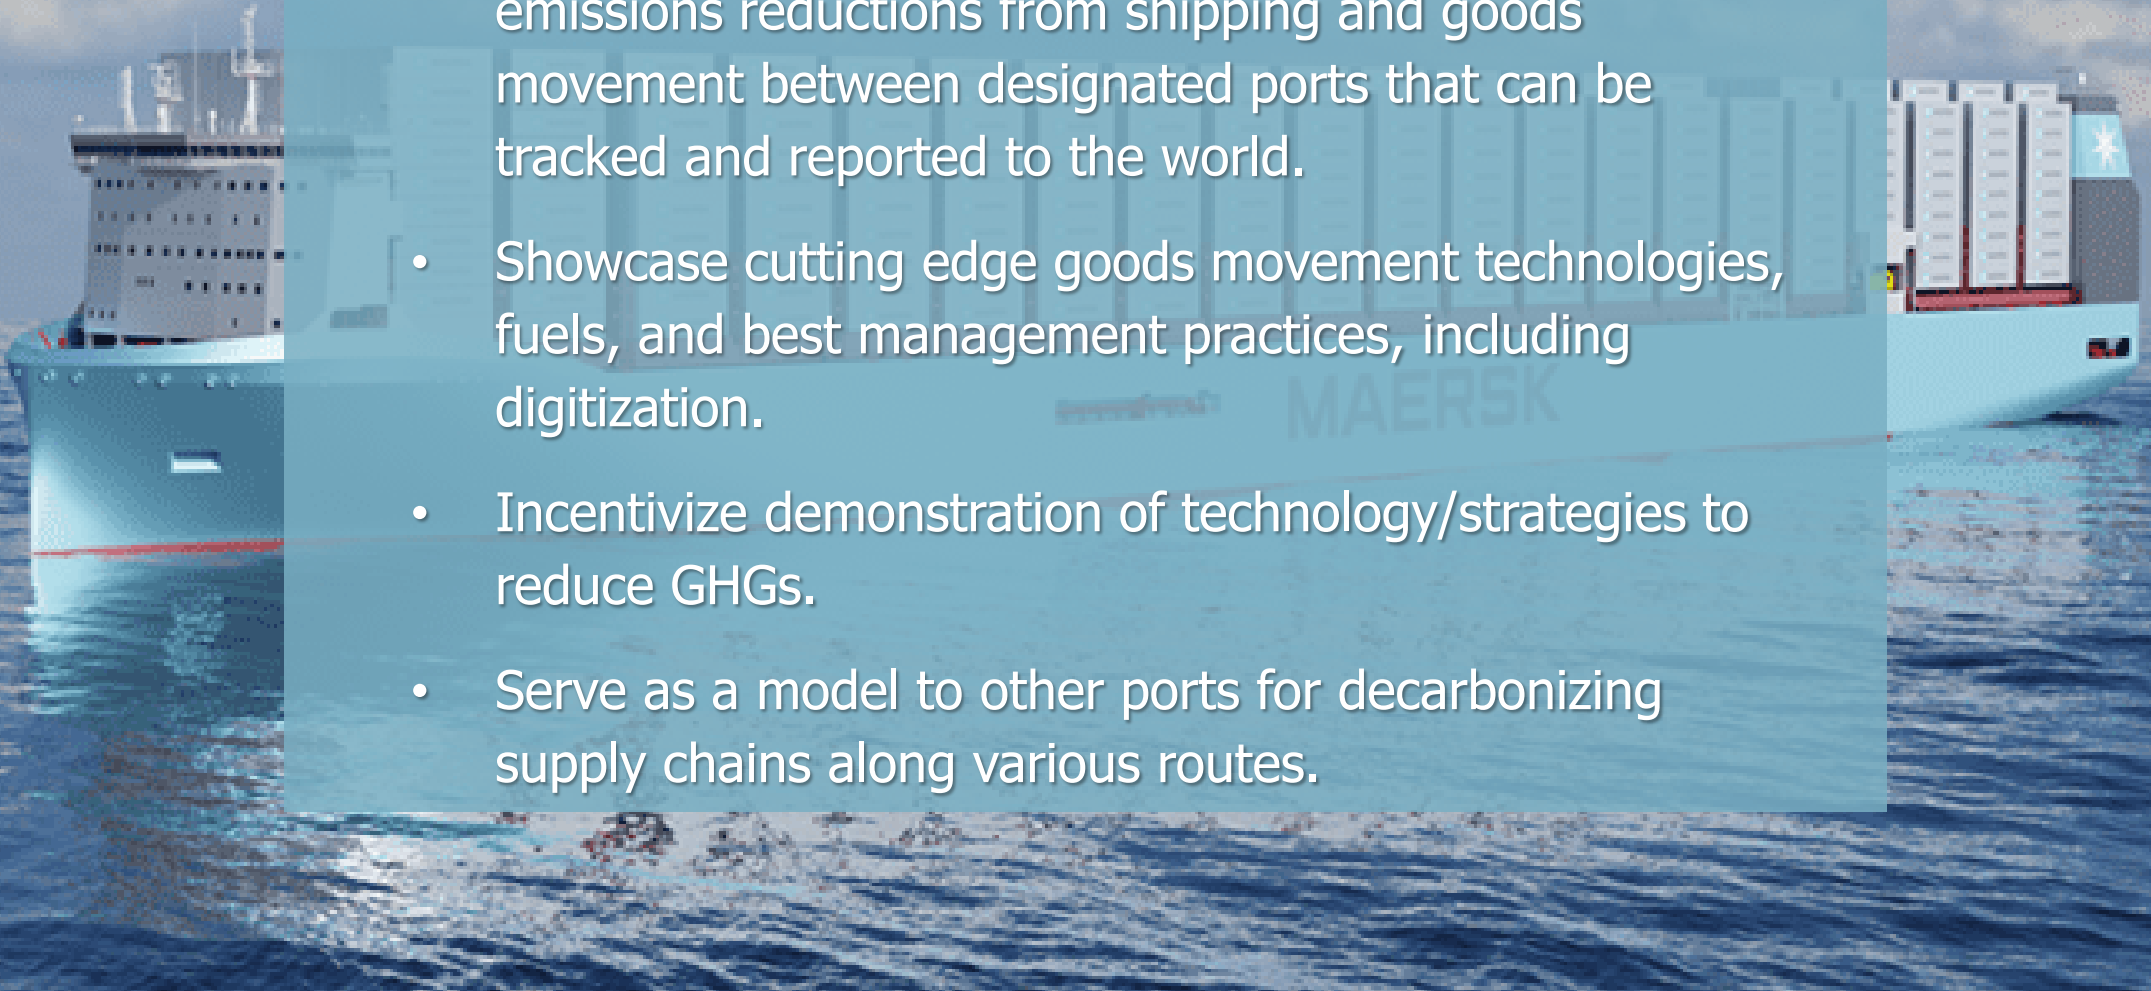 emissions reductions from shipping and goods
movement between designated ports that can be
tracked and reported to the world.
• Showcase cutting edge goods movement technologies,
fuels, and best management practices, including
digitization.
MAERSK
• Incentivize demonstration of technology/strategies to
reduce GHGs.
• Serve as a model to other ports for decarbonizing
supply chains along various routes.